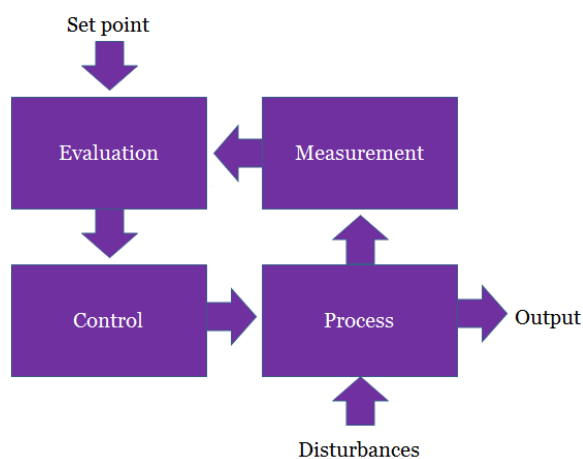 Set point
Evaluation
Measurement
Control
Process
Output
Disturbances